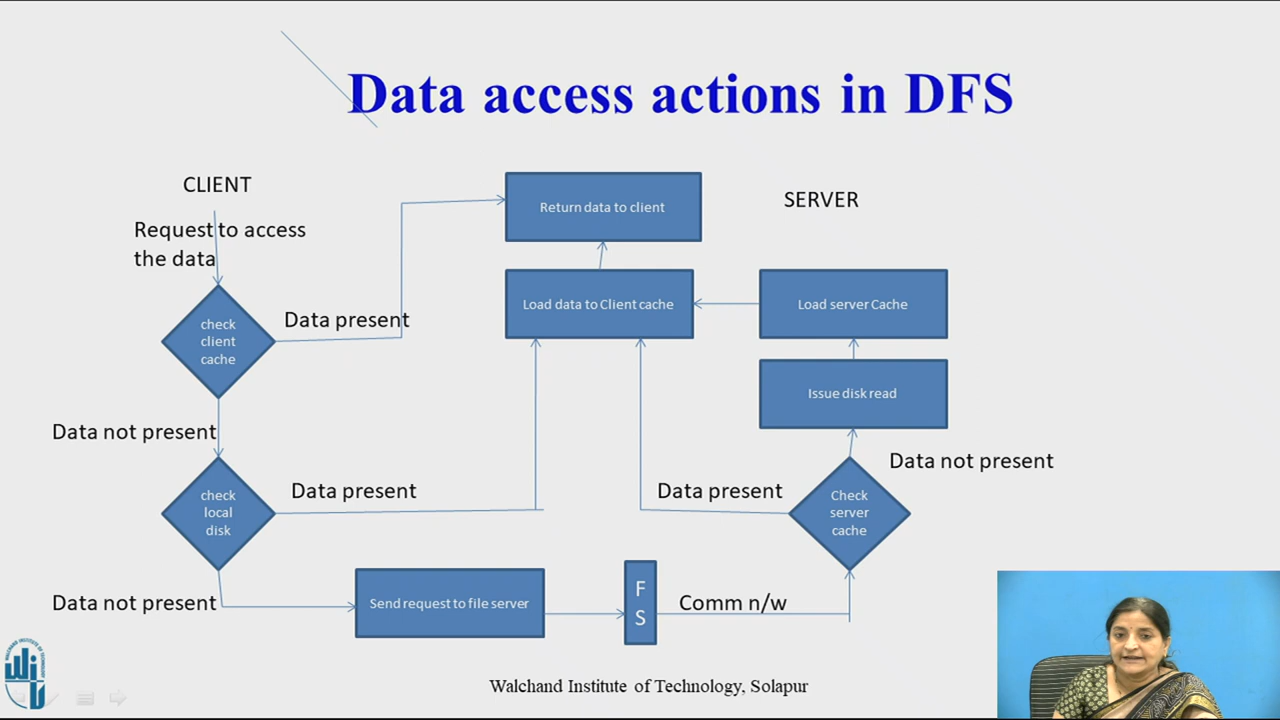 Data access actions in DFS
CLIENT
SERVER
Request to access
the data
Return data to client
Load data to Client cache
Load server Cache
check
client
cache
Data present
Issue disk read
Data not present
Data not present
check
local
disk
Data present
Data present
Check
server
cache
Data not present
Send request to file server
F
S
Comm n/w
Walchand Institute of Technology, Solapur